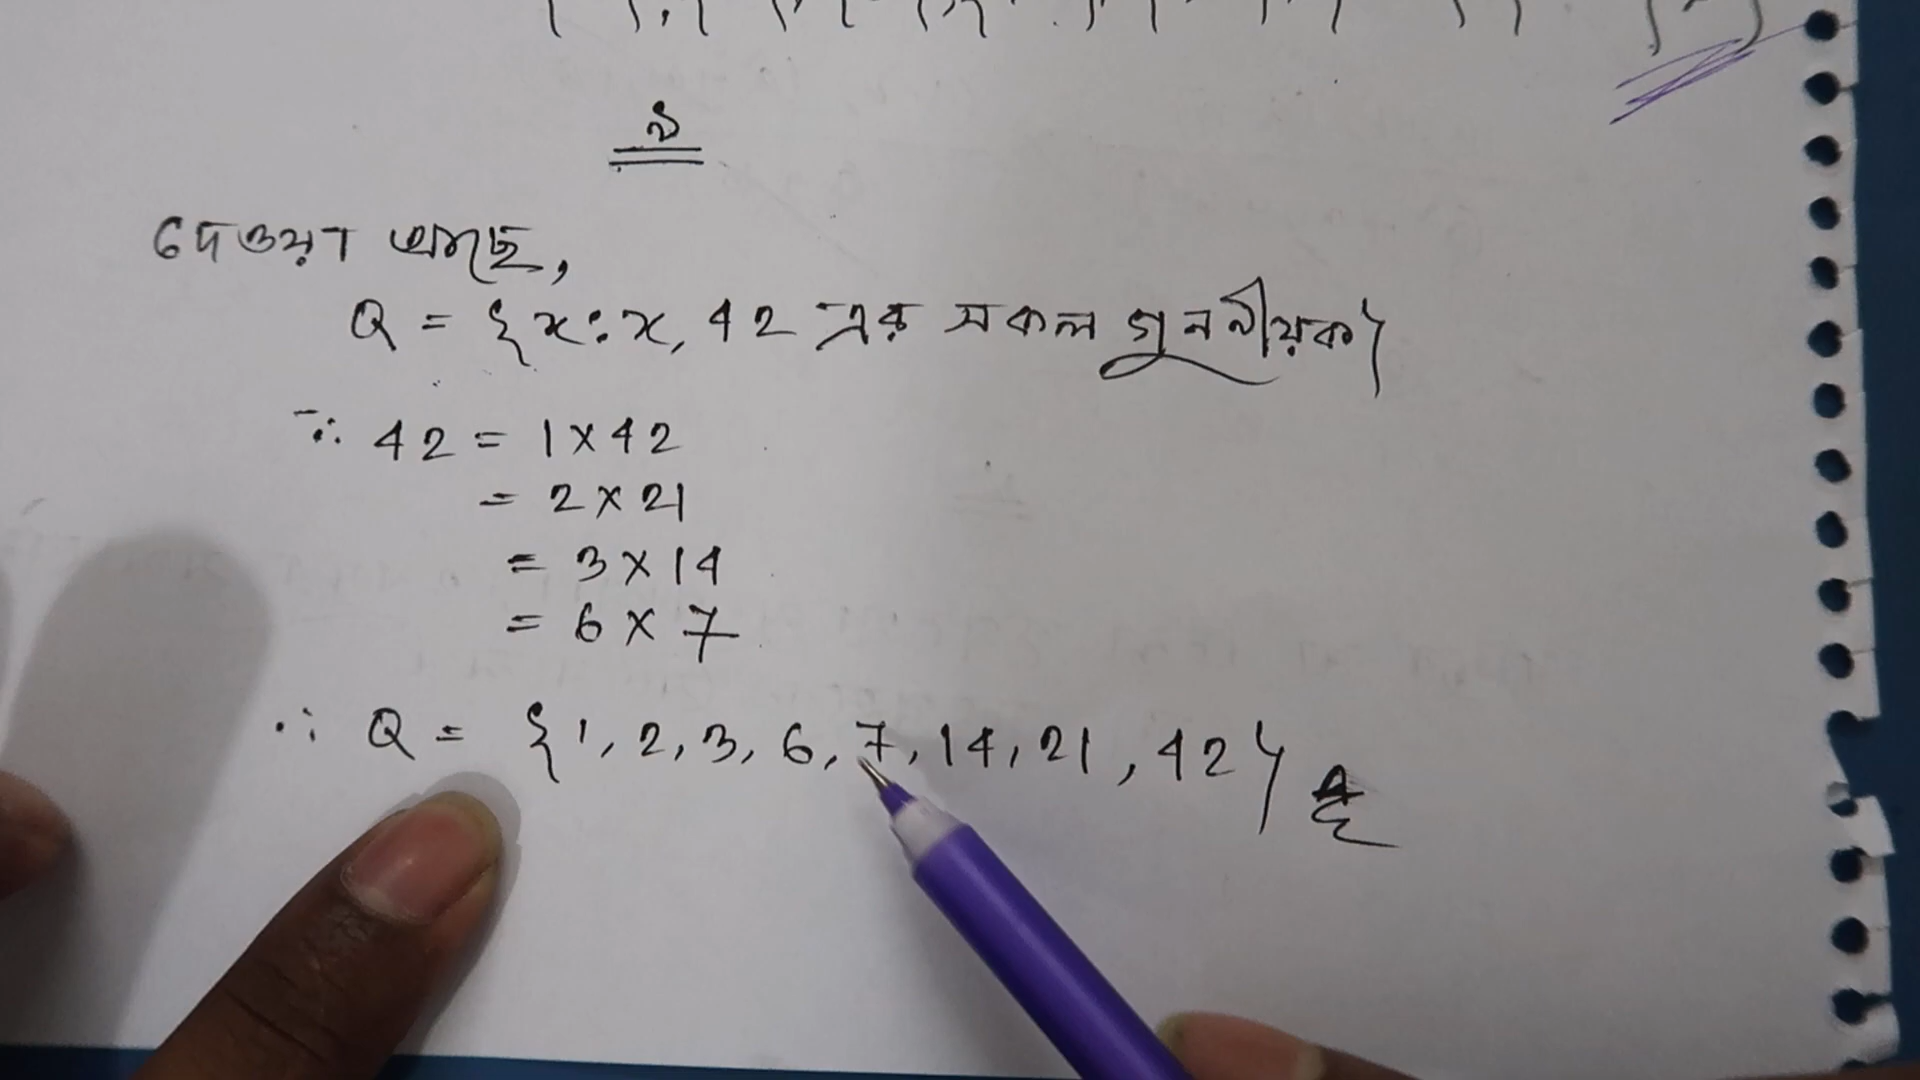 দেওয়া আছে,
Q = {x : x, 42 এর সকল গুননীয়ক}
∵ 42 = 1 × 42
= 2 × 21
= 3 × 14
= 6 × 7
∴ Q = {1, 2, 3, 6, 7, 14, 21, 42}